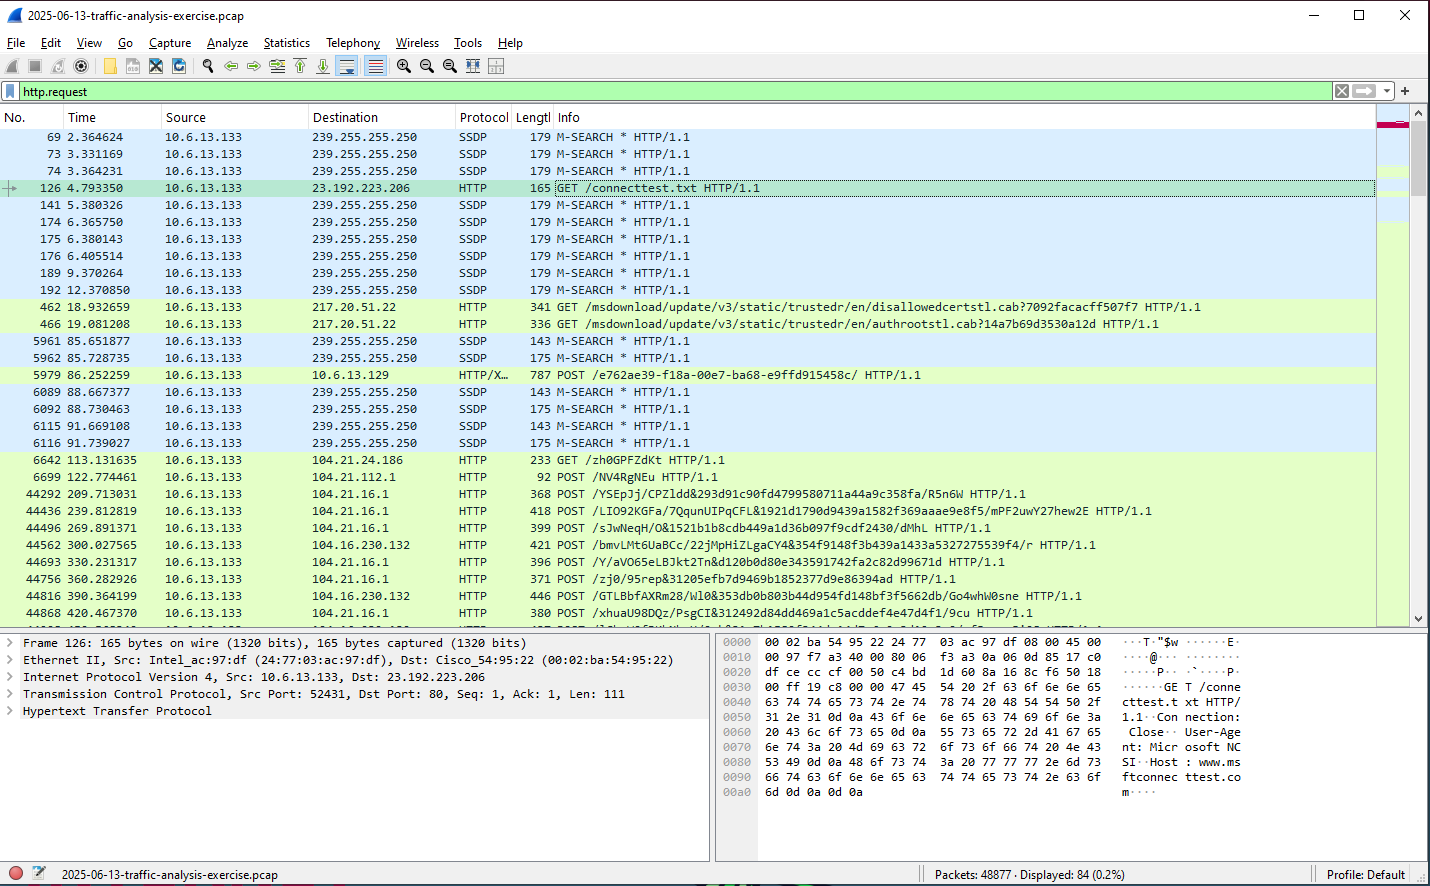 2025-06-13-traffic-analysis-exercise.pcap
File Edit View Go Capture Analyze Statistics Telephony Wireless Tools Help
http.request
No. Time Source Destination Protocol Lengtl Info
69 2.364624 10.6.13.133 239.255.255.250 SSDP 179 M-SEARCH * HTTP/1.1
73 3.331169 10.6.13.133 239.255.255.250 SSDP 179 M-SEARCH * HTTP/1.1
74 3.364231 10.6.13.133 239.255.255.250 SSDP 179 M-SEARCH * HTTP/1.1
126 4.793350 10.6.13.133 23.192.223.206 HTTP 165 GET /connecttest.txt HTTP/1.1
141 5.380326 10.6.13.133 239.255.255.250 SSDP 179 M-SEARCH * HTTP/1.1
174 6.365750 10.6.13.133 239.255.255.250 SSDP 179 M-SEARCH * HTTP/1.1
175 6.380143 10.6.13.133 239.255.255.250 SSDP 179 M-SEARCH * HTTP/1.1
176 6.405514 10.6.13.133 239.255.255.250 SSDP 179 M-SEARCH * HTTP/1.1
189 9.370264 10.6.13.133 239.255.255.250 SSDP 179 M-SEARCH * HTTP/1.1
192 12.370850 10.6.13.133 239.255.255.250 SSDP 179 M-SEARCH * HTTP/1.1
462 18.932659 10.6.13.133 217.20.51.22 HTTP 341 GET /msdownload/update/v3/static/trustedr/en/disallowedcertstl.cab?7092facacff507f7 HTTP/1.1
466 19.081208 10.6.13.133 217.20.51.22 HTTP 336 GET /msdownload/update/v3/static/trustedr/en/authrootstl.cab?14a7b69d3530a12d HTTP/1.1
5961 85.651877 10.6.13.133 239.255.255.250 SSDP 143 M-SEARCH * HTTP/1.1
5962 85.728735 10.6.13.133 239.255.255.250 SSDP 175 M-SEARCH * HTTP/1.1
5979 86.252259 10.6.13.133 10.6.13.129 HTTP/X… 787 POST /e762ae39-f18a-00e7-ba68-e9ffd915458c/ HTTP/1.1
6089 88.667377 10.6.13.133 239.255.255.250 SSDP 143 M-SEARCH * HTTP/1.1
6092 88.730463 10.6.13.133 239.255.255.250 SSDP 175 M-SEARCH * HTTP/1.1
6115 91.669108 10.6.13.133 239.255.255.250 SSDP 143 M-SEARCH * HTTP/1.1
6116 91.739027 10.6.13.133 239.255.255.250 SSDP 175 M-SEARCH * HTTP/1.1
6642 113.131635 10.6.13.133 104.21.24.186 HTTP 233 GET /zh0GPFZdKt HTTP/1.1
6699 122.774461 10.6.13.133 104.21.112.1 HTTP 92 POST /NV4RgNEu HTTP/1.1
44292 209.713031 10.6.13.133 104.21.16.1 HTTP 368 POST /YSEpJj/CPZldd&293d91c90fd4799580711a44a9c358fa/R5n6W HTTP/1.1
44436 239.812819 10.6.13.133 104.21.16.1 HTTP 418 POST /LIO92KGFa/7QqunUIPqCFL&1921d1790d9439a1582f369aaae9e8f5/mPF2uwY27hew2E HTTP/1.1
44496 269.891371 10.6.13.133 104.21.16.1 HTTP 399 POST /sJwNeqH/O&1521b1b8cdb449a1d36b097f9cdf2430/dMhL HTTP/1.1
44562 300.027565 10.6.13.133 104.16.230.132 HTTP 421 POST /bmvLMt6UaBCc/22jMpHiZLgaCY4&354f9148f3b439a1433a5327275539f4/r HTTP/1.1
44693 330.231317 10.6.13.133 104.21.16.1 HTTP 396 POST /Y/aVO65eLBJkt2Tn&d120b0d80e343591742fa2c82d99671d HTTP/1.1
44756 360.282926 10.6.13.133 104.21.16.1 HTTP 371 POST /zj0/95rep&31205efb7d9469b1852377d9e86394ad HTTP/1.1
44816 390.364199 10.6.13.133 104.16.230.132 HTTP 446 POST /GTLBbfAXRm28/Wl0&353db0b803b44d954fd148bf3f5662db/Go4whW0sne HTTP/1.1
44868 420.467370 10.6.13.133 104.21.16.1 HTTP 380 POST /xhuaU98DQz/PsgCI&312492d84dd469a1c5acddef4e47d4f1/9cu HTTP/1.1
Frame 126: 165 bytes on wire (1320 bits), 165 bytes captured (1320 bits)
Ethernet II, Src: Intel_ac:97:df (24:77:03:ac:97:df), Dst: Cisco_54:95:22 (00:02:ba:54:95:22)
Internet Protocol Version 4, Src: 10.6.13.133, Dst: 23.192.223.206
Transmission Control Protocol, Src Port: 52431, Dst Port: 80, Seq: 1, Ack: 1, Len: 111
Hypertext Transfer Protocol
0000 00 02 ba 54 95 22 24 77 03 ac 97 df 08 00 45 00 ···T·"$w ······E·
0010 00 97 f7 a3 40 00 80 06 f3 a3 0a 06 0d 85 17 c0 ····@··· ········
0020 df ce cc cf 00 50 c4 bd 1d 60 8a 16 8c f6 50 18 ·····P·· ·`····P·
0030 00 ff 19 c8 00 00 47 45 54 20 2f 63 6f 6e 6e 65 ······GE T /conne
0040 63 74 74 65 73 74 2e 74 78 74 20 48 54 54 50 2f cttest.t xt HTTP/
0050 31 2e 31 0d 0a 43 6f 6e 6e 65 63 74 69 6f 6e 3a 1.1··Con nection:
0060 20 43 6c 6f 73 65 0d 0a 55 73 65 72 2d 41 67 65 Close·· User-Age
0070 6e 74 3a 20 4d 69 63 72 6f 73 6f 66 74 20 4e 43 nt: Micr osoft NC
0080 53 49 0d 0a 48 6f 73 74 3a 20 77 77 77 2e 6d 73 SI··Host : www.ms
0090 66 74 63 6f 6e 6e 65 63 74 74 65 73 74 2e 63 6f ftconnec ttest.co
00a0 6d 0d 0a 0d 0a m····
2025-06-13-traffic-analysis-exercise.pcap Packets: 48877 · Displayed: 84 (0.2%) Profile: Default